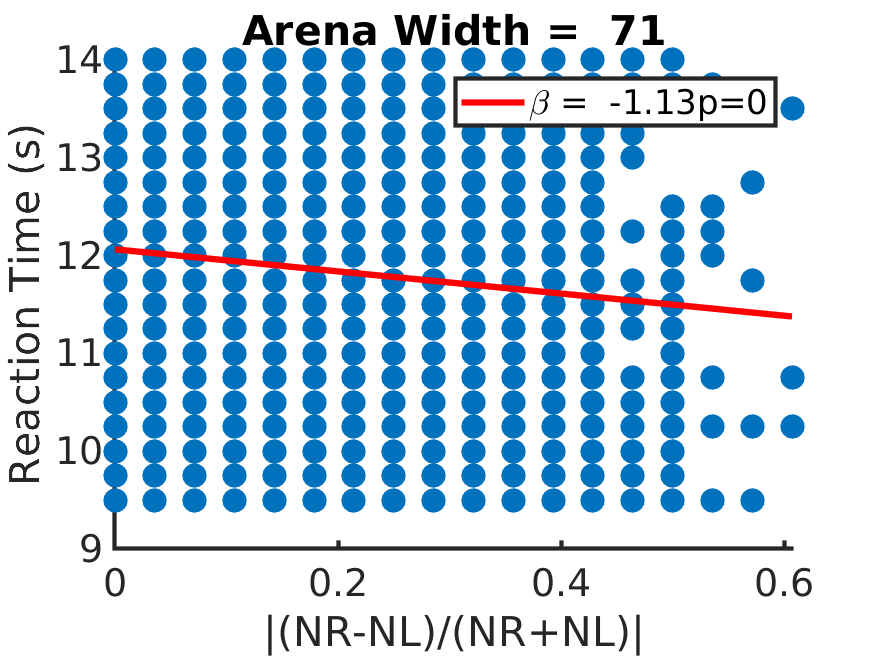 Arena Width =  71
β =  -1.13p=0
Reaction Time (s)
14
13
12
11
10
9
0
0.2
0.4
0.6
|(NR-NL)/(NR+NL)|